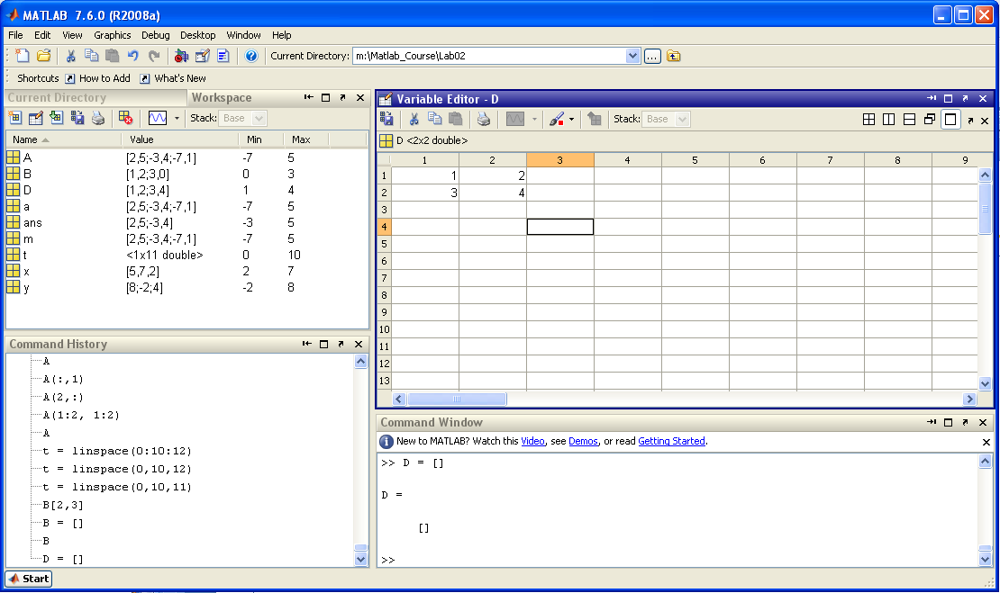 MATLAB 7.6.0 (R2008a)
File Edit View Graphics Debug Desktop Window Help
Current Directory: m:\Matlab_Course\Lab02
Shortcuts How to Add What's New
Current Directory Workspace
Stack: Base
Name Value Min Max
A [2,5;-3,4;-7,1] -7 5
B [1,2;3,0] 0 3
D [1,2;3,4] 1 4
a [2,5;-3,4;-7,1] -7 5
ans [2,5;-3,4] -3 5
m [2,5;-3,4;-7,1] -7 5
t <1x11 double> 0 10
x [5,7,2] 2 7
y [8;-2;4] -2 8
Command History
A
A(:,1)
A(2,:)
A(1:2, 1:2)
A
t = linspace(0:10:12)
t = linspace(0,10,12)
t = linspace(0,10,11)
B[2,3]
B = []
B
D = []
Start
Variable Editor - D
Stack: Base
D <2x2 double>
1 2 3 4 5 6 7 8 9
1 1 2
2 3 4
3
4
5
6
7
8
9
10
11
12
13
Command Window
New to MATLAB? Watch this Video, see Demos, or read Getting Started.
>> D = []
D =
[]
>>